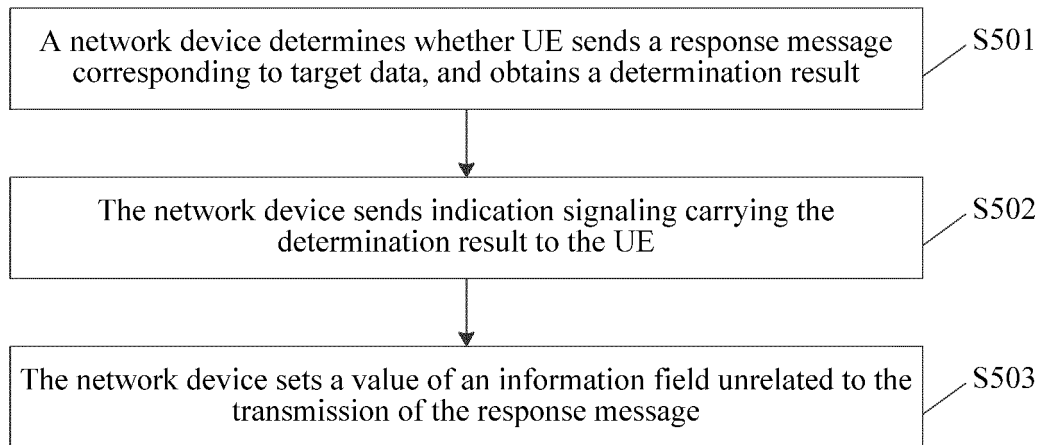 A network device determines whether UE sends a response message
corresponding to target data, and obtains a determination result
S501
The network device sends indication signaling carrying the
determination result to the UE
S502
The network device sets a value of an information field unrelated to the
transmission of the response message
S503